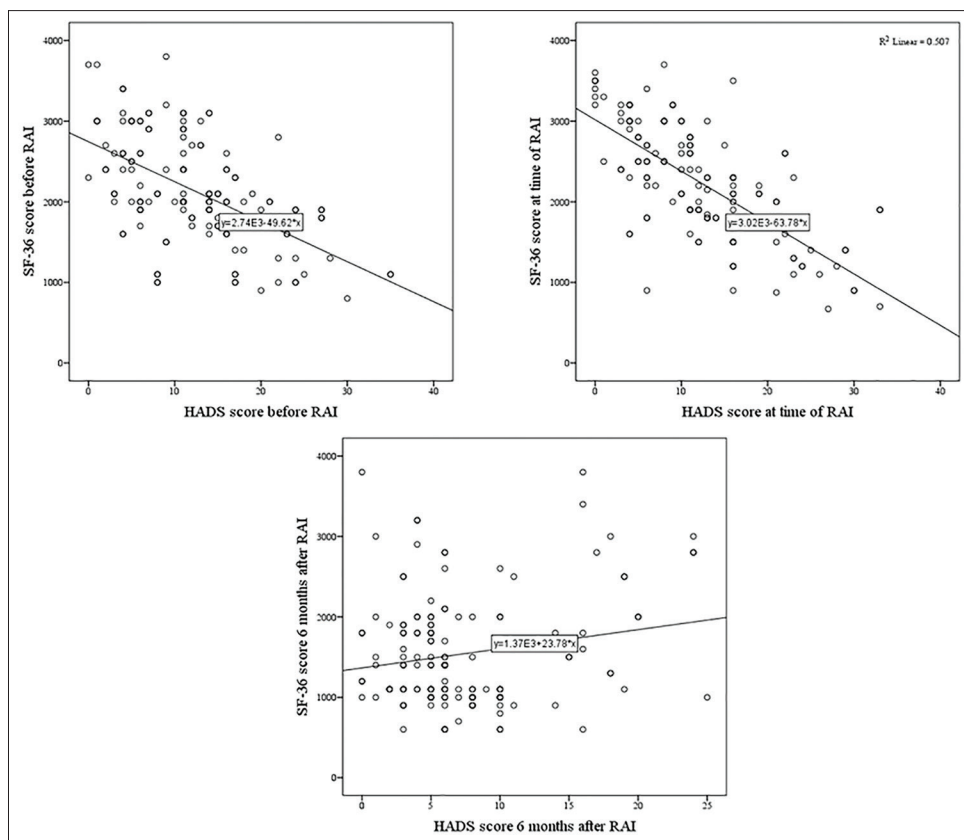 SF-36 score before RAI
4000
3000
2000
1000
0
y=2.74E3-49.62*x
0 10 20 30 40
HADS score before RAI
SF-36 score at time of RAI
4000
3000
2000
1000
0
R² Linear = 0.507
y=3.02E3-63.78*x
0 10 20 30 40
HADS score at time of RAI
SF-36 score 6 months after RAI
4000
3000
2000
1000
0
y=1.37E3+23.78*x
0 5 10 15 20 25
HADS score 6 months after RAI